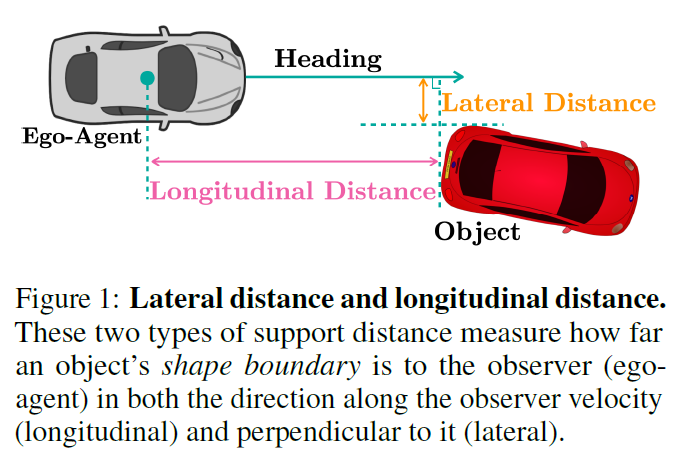 Heading
Lateral Distance
Ego-Agent
Longitudinal Distance
Object
Figure 1: Lateral distance and longitudinal distance.
These two types of support distance measure how far
an object's shape boundary is to the observer (ego-
agent) in both the direction along the observer velocity
(longitudinal) and perpendicular to it (lateral).